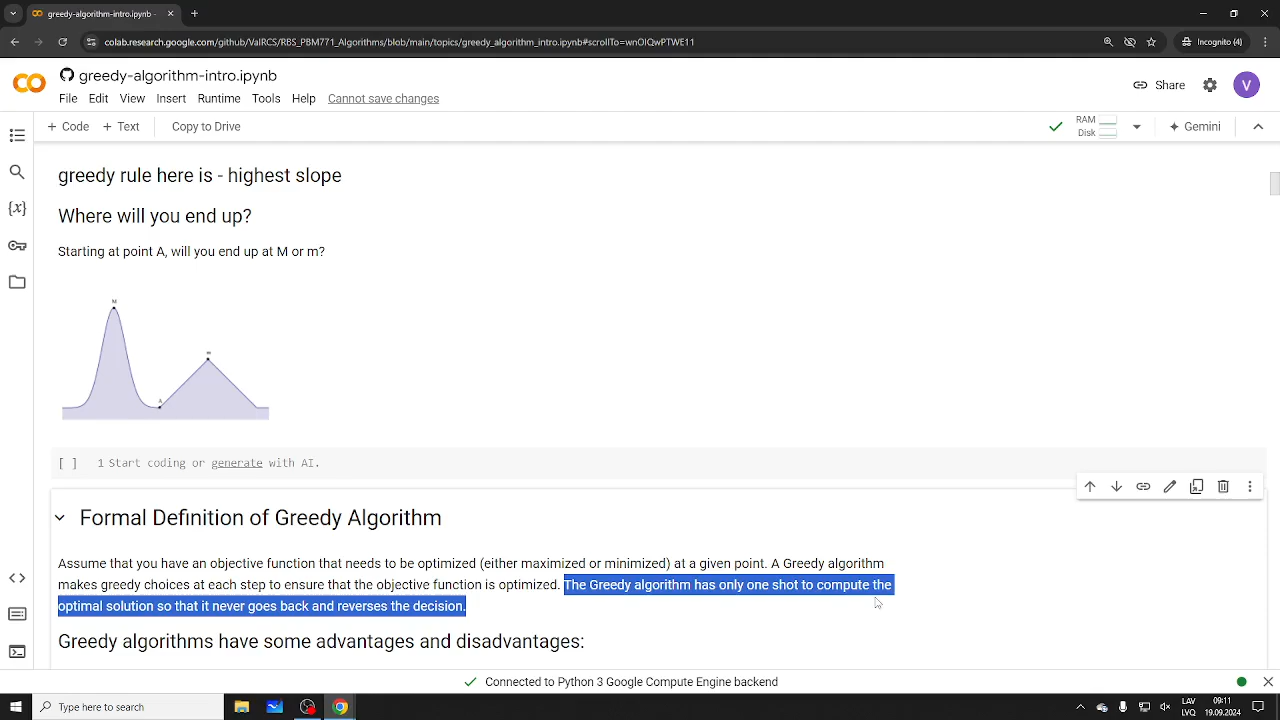 greedy-algorithm-intro.ipynb -
colab.research.google.com/github/ValRCS/RBS_PBM771_Algorithms/blob/main/topics/greedy_algorithm_intro.ipynb#scrollTo=wnOIQwPTWE11
Incognito (4)
greedy-algorithm-intro.ipynb
File Edit View Insert Runtime Tools Help Cannot save changes
Share
V
+ Code + Text Copy to Drive
RAM
Disk
Gemini
greedy rule here is - highest slope
Where will you end up?
Starting at point A, will you end up at M or m?
M
m
A
[ ] 1 Start coding or generate with AI.
Formal Definition of Greedy Algorithm
Assume that you have an objective function that needs to be optimized (either maximized or minimized) at a given point. A Greedy algorithm
makes greedy choices at each step to ensure that the objective function is optimized. The Greedy algorithm has only one shot to compute the
optimal solution so that it never goes back and reverses the decision.
Greedy algorithms have some advantages and disadvantages:
Connected to Python 3 Google Compute Engine backend
Type here to search
LAV
LVQ
09:11
19.09.2024